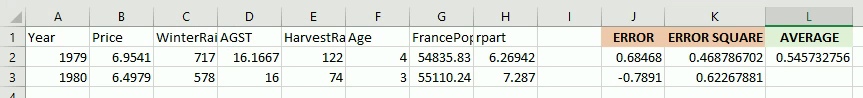 A B C D E F G H I J K L
1 Year Price WinterRai AGST HarvestRa Age FrancePop rpart ERROR ERROR SQUARE AVERAGE
2 1979 6.9541 717 16.1667 122 4 54835.83 6.26942 0.68468 0.468786702 0.545732756
3 1980 6.4979 578 16 74 3 55110.24 7.287 -0.7891 0.62267881